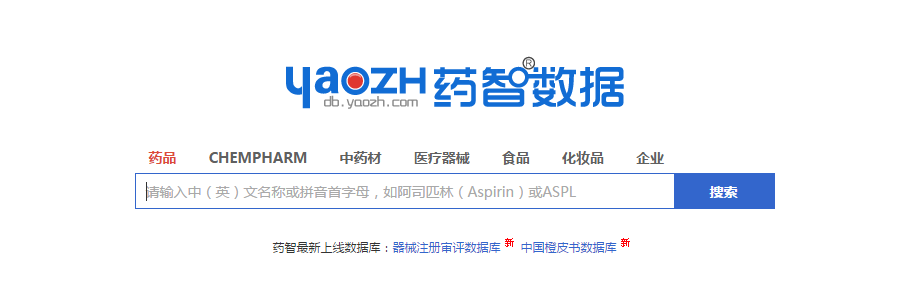 yaozh 药智数据®
db.yaozh.com
药品 CHEMPHARM 中药材 医疗器械 食品 化妆品 企业
请输入中（英）文名称或拼音首字母，如阿司匹林（Aspirin）或ASPL 搜索
药智最新上线数据库：器械注册审评数据库 新 中国橙皮书数据库 新